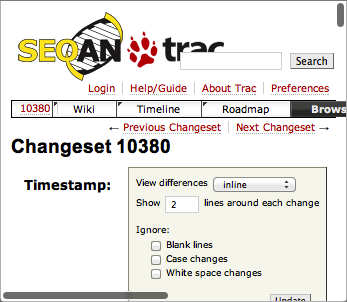 SEQAN trac
Search
Login Help/Guide About Trac Preferences
10380 Wiki Timeline Roadmap Brows
← Previous Changeset Next Changeset →
Changeset 10380
Timestamp:
View differences inline
Show 2 lines around each change
Ignore:
Blank lines
Case changes
White space changes
Update